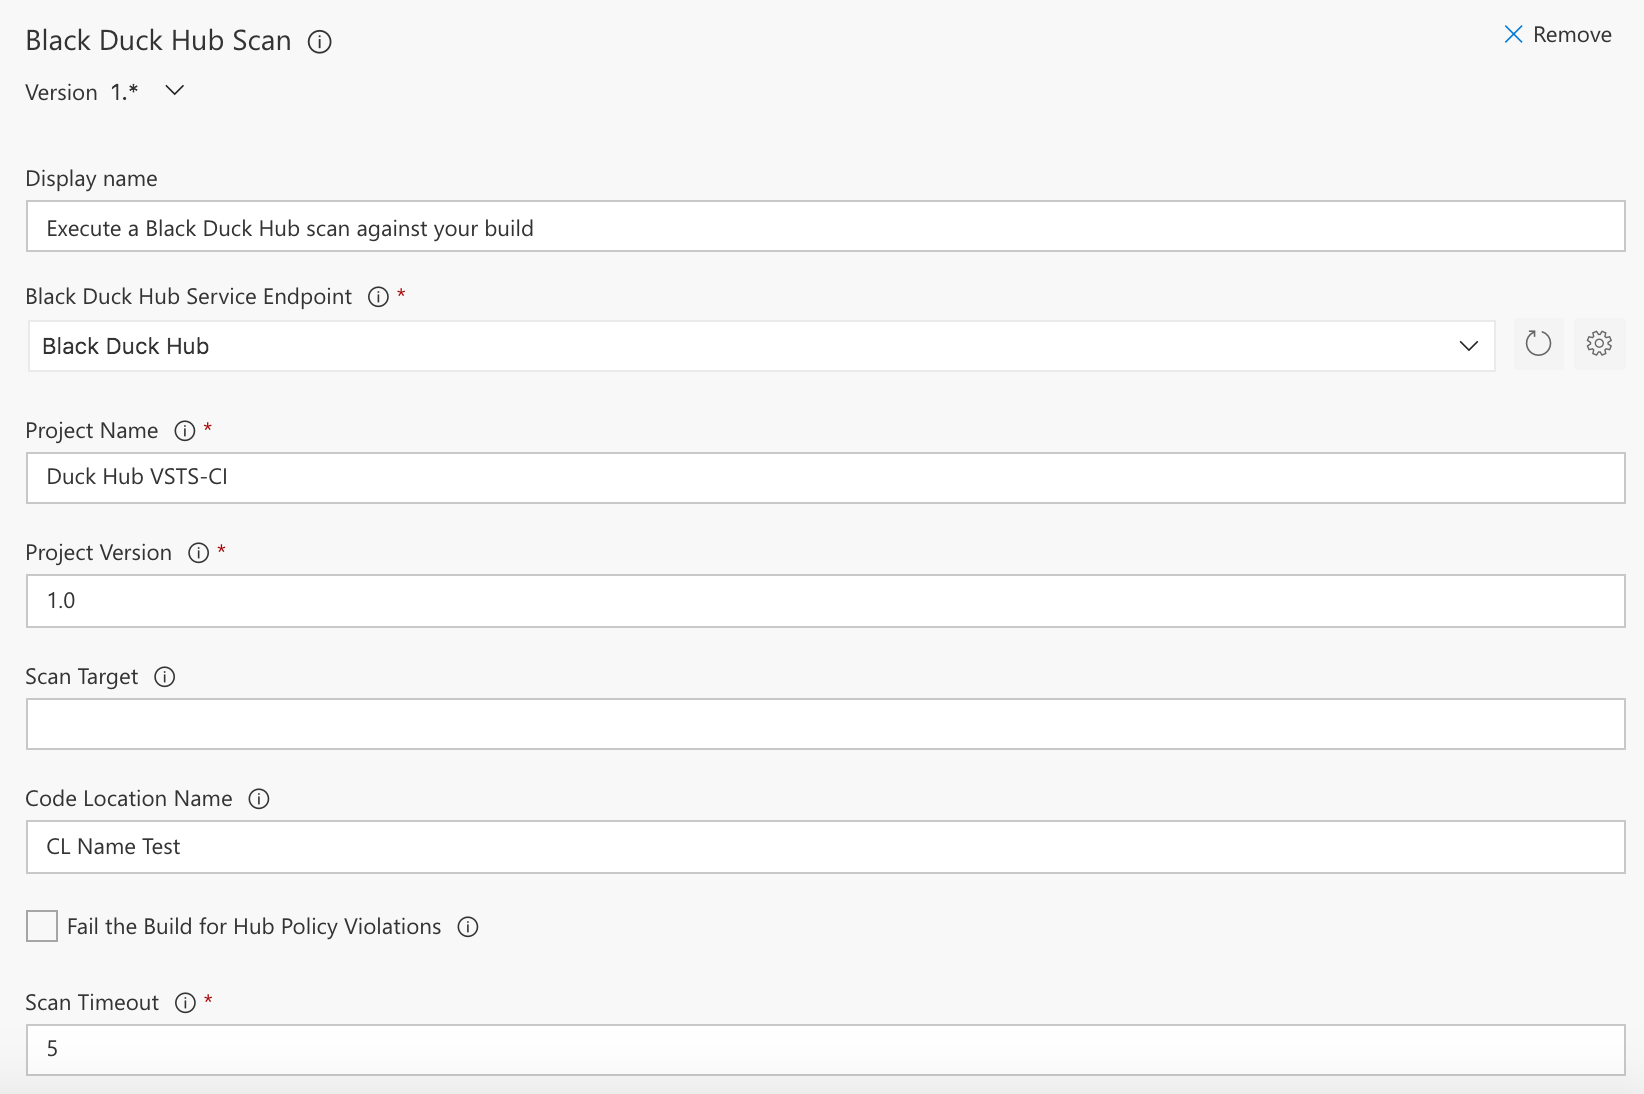 Black Duck Hub Scan
Remove
Version 1.*
Display name
Execute a Black Duck Hub scan against your build
Black Duck Hub Service Endpoint *
Black Duck Hub
Project Name *
Duck Hub VSTS-CI
Project Version *
1.0
Scan Target
Code Location Name
CL Name Test
Fail the Build for Hub Policy Violations
Scan Timeout *
5